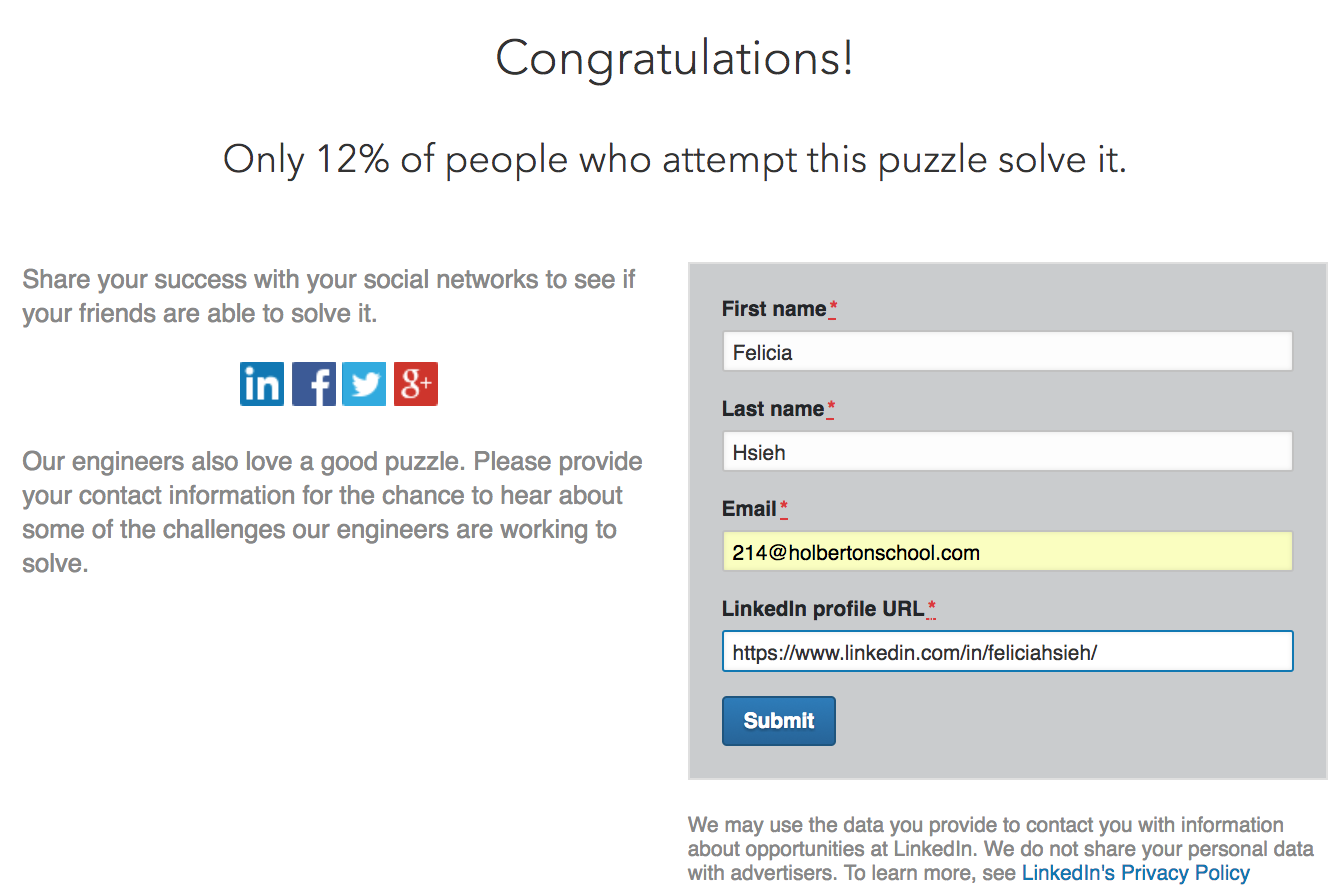 Congratulations!
Only 12% of people who attempt this puzzle solve it.
Share your success with your social networks to see if
your friends are able to solve it.
in f g+
Our engineers also love a good puzzle. Please provide
your contact information for the chance to hear about
some of the challenges our engineers are working to
solve.
First name*
Felicia
Last name*
Hsieh
Email*
214@holbertonschool.com
LinkedIn profile URL*
https://www.linkedin.com/in/feliciahsieh/
Submit
We may use the data you provide to contact you with information
about opportunities at LinkedIn. We do not share your personal data
with advertisers. To learn more, see LinkedIn's Privacy Policy